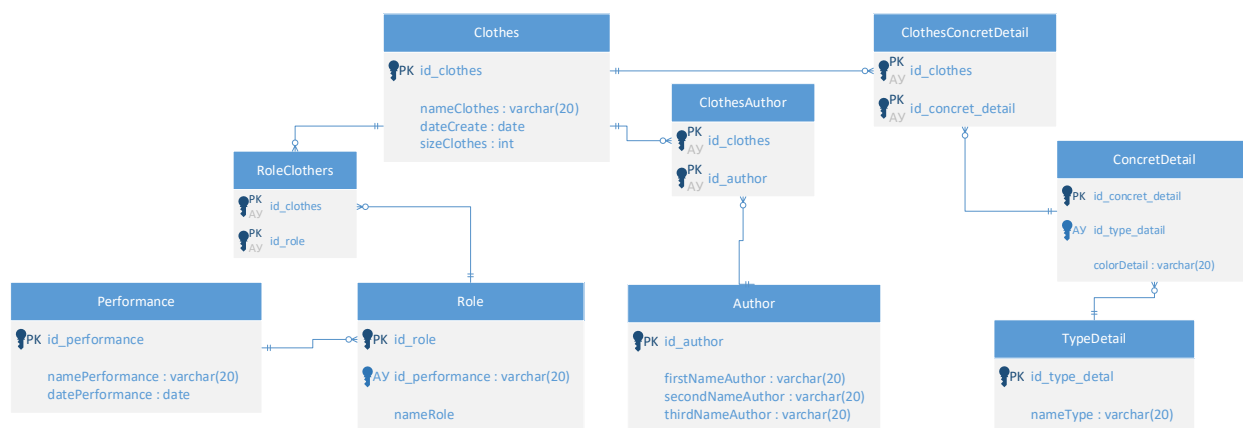 Clothes
PK id_clothes
nameClothes : varchar(20)
dateCreate : date
sizeClothes : int
ClothesConcretDetail
PK
АУ
id_clothes
PK
АУ
id_concret_detail
ClothesAuthor
PK
АУ
id_clothes
PK
АУ
id_author
RoleClothers
PK
АУ
id_clothes
PK
АУ
id_role
ConcretDetail
PK id_concret_detail
АУ id_type_datail
colorDetail : varchar(20)
Performance
PK id_performance
namePerformance : varchar(20)
datePerformance : date
Role
PK id_role
АУ id_performance : varchar(20)
nameRole
Author
PK id_author
firstNameAuthor : varchar(20)
secondNameAuthor : varchar(20)
thirdNameAuthor : varchar(20)
TypeDetail
PK id_type_detal
nameType : varchar(20)